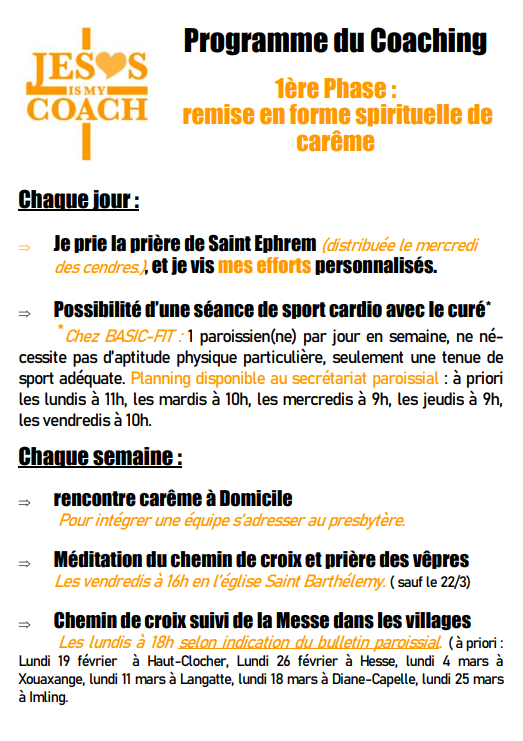 JESUS
IS MY
COACH
Programme du Coaching
1ère Phase :
remise en forme spirituelle de
carême
Chaque jour :
⇒ Je prie la prière de Saint Ephrem (distribuée le mercredi
des cendres.), et je vis mes efforts personnalisés.
⇒ Possibilité d'une séance de sport cardio avec le curé*
*Chez BASIC-FIT : 1 paroissien(ne) par jour en semaine, ne né-
cessite pas d'aptitude physique particulière, seulement une tenue de
sport adéquate. Planning disponible au secrétariat paroissial : à priori
les lundis à 11h, les mardis à 10h, les mercredis à 9h, les jeudis à 9h,
les vendredis à 10h.
Chaque semaine :
⇒ rencontre carême à Domicile
Pour intégrer une équipe s'adresser au presbytère.
⇒ Méditation du chemin de croix et prière des vêpres
Les vendredis à 16h en l'église Saint Barthélemy. ( sauf le 22/3)
⇒ Chemin de croix suivi de la Messe dans les villages
Les lundis à 18h selon indication du bulletin paroissial. ( à priori :
Lundi 19 février à Haut-Clocher, Lundi 26 février à Hesse, lundi 4 mars à
Xouaxange, lundi 11 mars à Langatte, lundi 18 mars à Diane-Capelle, lundi 25 mars
à Imling.